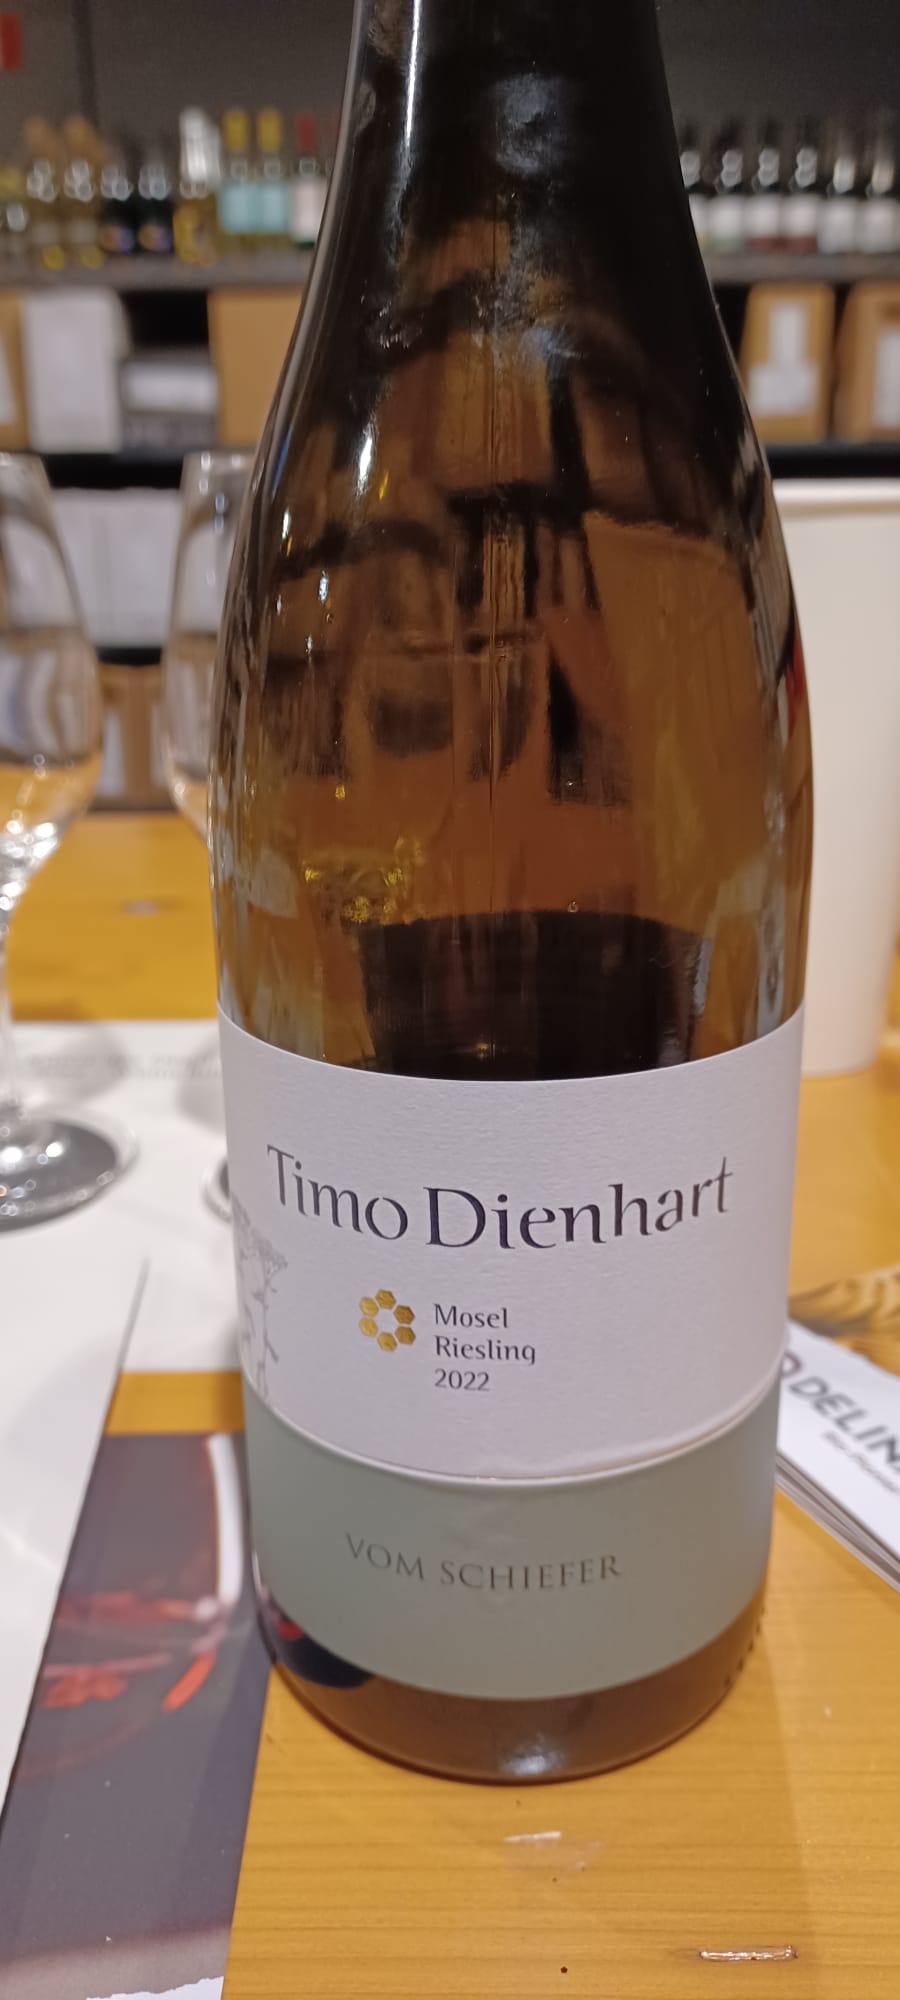 Timo Dienhart
Mosel
Riesling
2022
VOM SCHIEFER
DELIN